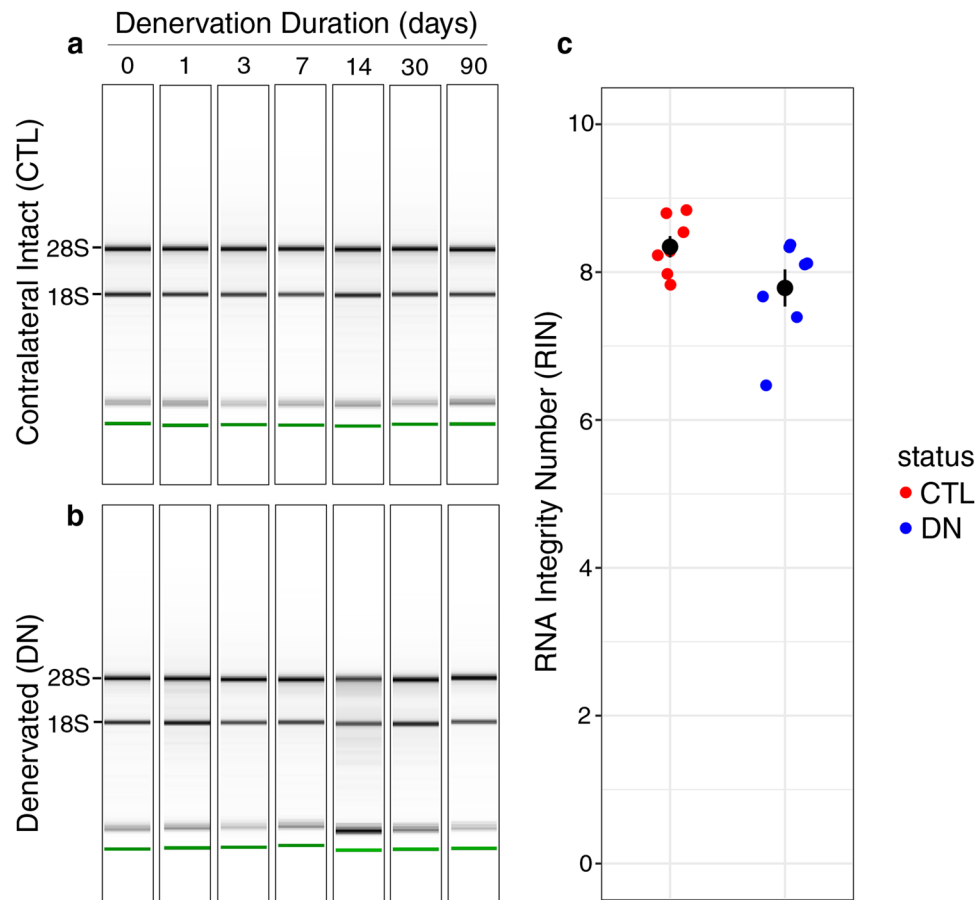 Denervation Duration (days)
a
0 1 3 7 14 30 90
Contralateral Intact (CTL)
28S
18S
b
Denervated (DN)
28S
18S
c
RNA Integrity Number (RIN)
10
8
6
4
2
0
status
CTL
DN